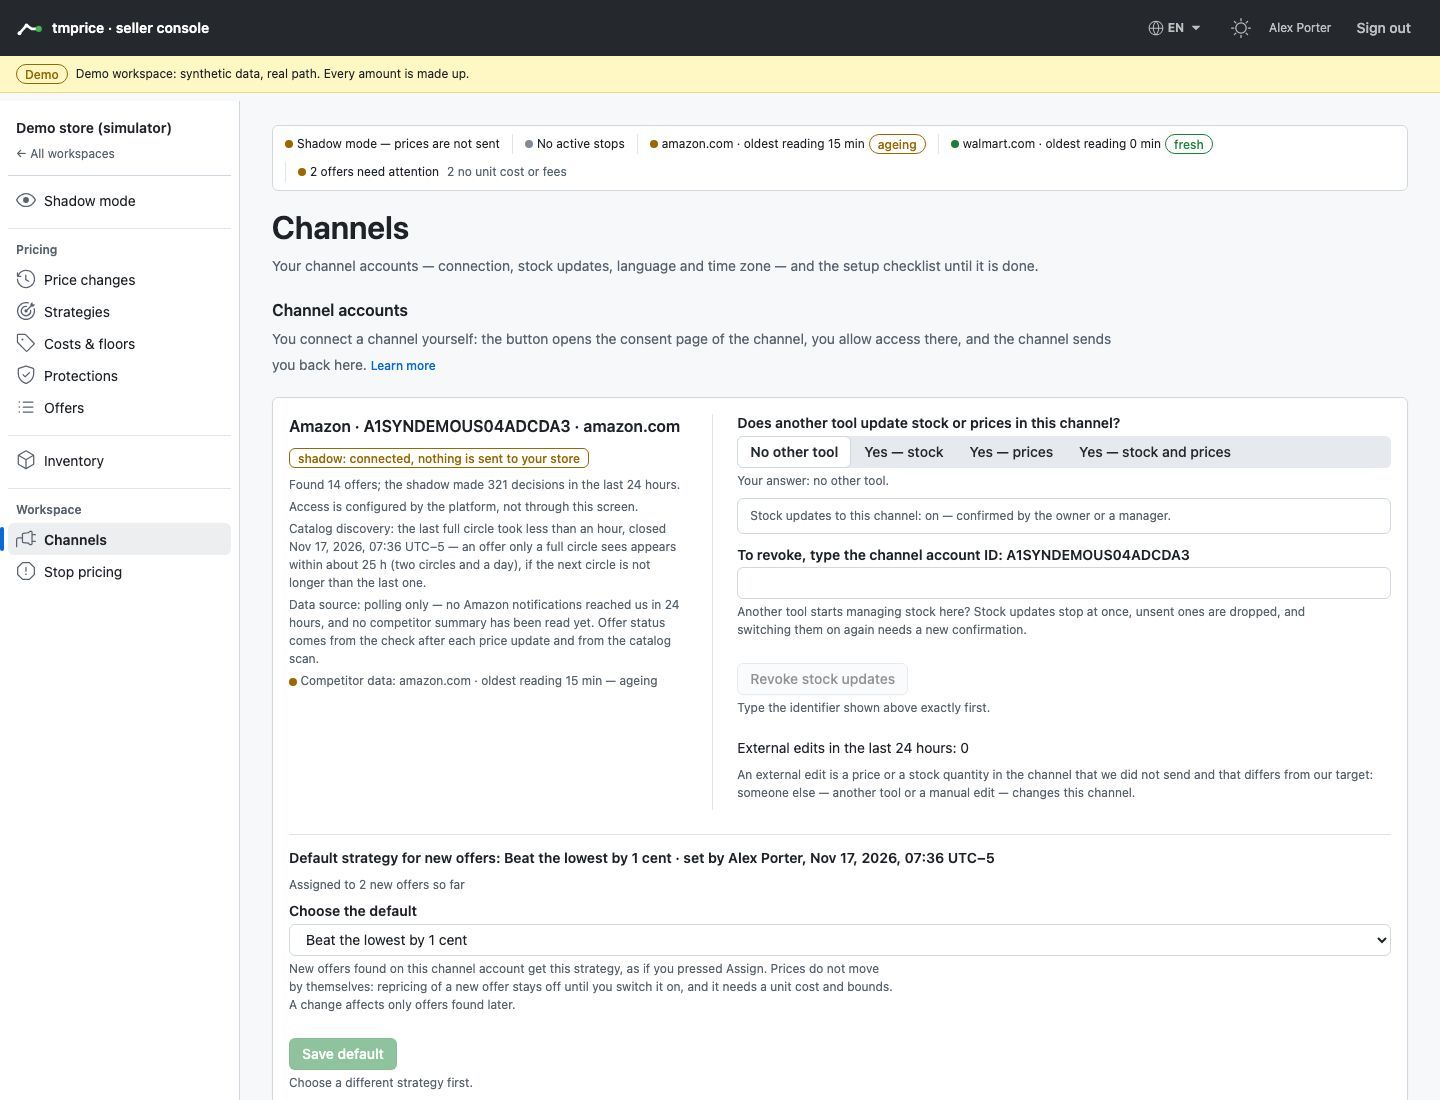 tmprice · seller console
EN
Alex Porter
Sign out
Demo
Demo workspace: synthetic data, real path. Every amount is made up.
Demo store (simulator)
← All workspaces
Shadow mode
Pricing
Price changes
Strategies
Costs & floors
Protections
Offers
Inventory
Workspace
Channels
Stop pricing
Shadow mode — prices are not sent
No active stops
amazon.com · oldest reading 15 min ageing
walmart.com · oldest reading 0 min fresh
2 offers need attention 2 no unit cost or fees
Channels
Your channel accounts — connection, stock updates, language and time zone — and the setup checklist until it is done.
Channel accounts
You connect a channel yourself: the button opens the consent page of the channel, you allow access there, and the channel sends
you back here. Learn more
Amazon · A1SYNDEMOUS04ADCDA3 · amazon.com
shadow: connected, nothing is sent to your store
Found 14 offers; the shadow made 321 decisions in the last 24 hours.
Access is configured by the platform, not through this screen.
Catalog discovery: the last full circle took less than an hour, closed
Nov 17, 2026, 07:36 UTC−5 — an offer only a full circle sees appears
within about 25 h (two circles and a day), if the next circle is not
longer than the last one.
Data source: polling only — no Amazon notifications reached us in 24
hours, and no competitor summary has been read yet. Offer status
comes from the check after each price update and from the catalog
scan.
Competitor data: amazon.com · oldest reading 15 min — ageing
Does another tool update stock or prices in this channel?
No other tool
Yes — stock
Yes — prices
Yes — stock and prices
Your answer: no other tool.
Stock updates to this channel: on — confirmed by the owner or a manager.
To revoke, type the channel account ID: A1SYNDEMOUS04ADCDA3
Another tool starts managing stock here? Stock updates stop at once, unsent ones are dropped, and
switching them on again needs a new confirmation.
Revoke stock updates
Type the identifier shown above exactly first.
External edits in the last 24 hours: 0
An external edit is a price or a stock quantity in the channel that we did not send and that differs from our target:
someone else — another tool or a manual edit — changes this channel.
Default strategy for new offers: Beat the lowest by 1 cent · set by Alex Porter, Nov 17, 2026, 07:36 UTC−5
Assigned to 2 new offers so far
Choose the default
Beat the lowest by 1 cent
New offers found on this channel account get this strategy, as if you pressed Assign. Prices do not move
by themselves: repricing of a new offer stays off until you switch it on, and it needs a unit cost and bounds.
A change affects only offers found later.
Save default
Choose a different strategy first.